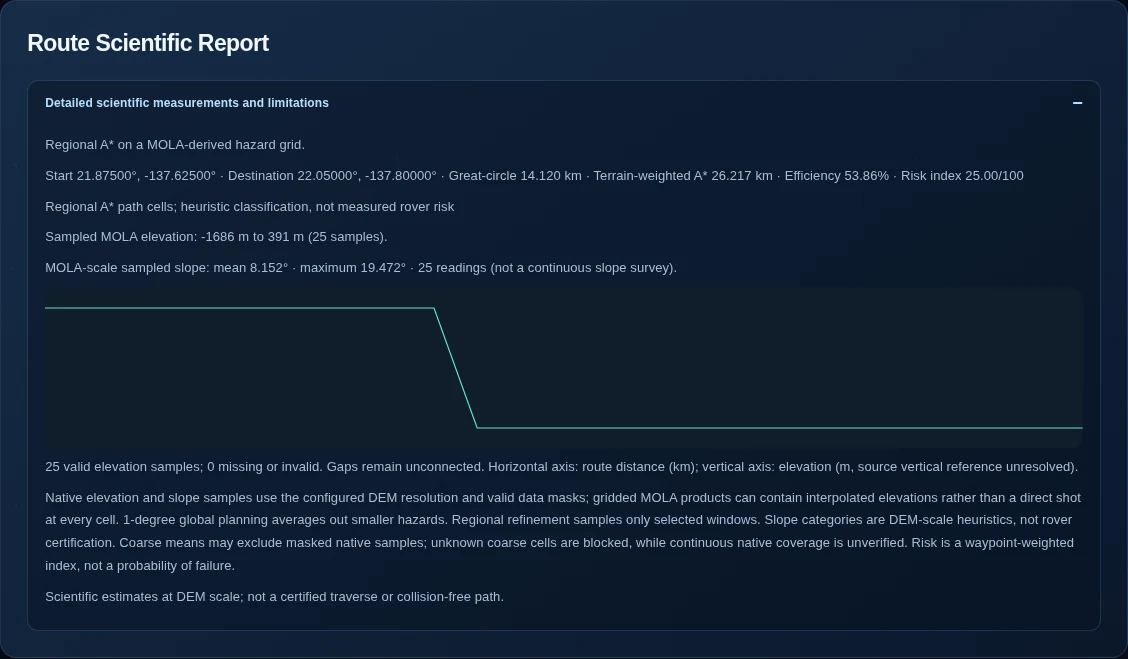 Route Scientific Report
Detailed scientific measurements and limitations
Regional A* on a MOLA-derived hazard grid.
Start 21.87500°, -137.62500° · Destination 22.05000°, -137.80000° · Great-circle 14.120 km · Terrain-weighted A* 26.217 km · Efficiency 53.86% · Risk index 25.00/100
Regional A* path cells; heuristic classification, not measured rover risk
Sampled MOLA elevation: -1686 m to 391 m (25 samples).
MOLA-scale sampled slope: mean 8.152° · maximum 19.472° · 25 readings (not a continuous slope survey).
25 valid elevation samples; 0 missing or invalid. Gaps remain unconnected. Horizontal axis: route distance (km); vertical axis: elevation (m, source vertical reference unresolved).
Native elevation and slope samples use the configured DEM resolution and valid data masks; gridded MOLA products can contain interpolated elevations rather than a direct shot
at every cell. 1-degree global planning averages out smaller hazards. Regional refinement samples only selected windows. Slope categories are DEM-scale heuristics, not rover
certification. Coarse means may exclude masked native samples; unknown coarse cells are blocked, while continuous native coverage is unverified. Risk is a waypoint-weighted
index, not a probability of failure.
Scientific estimates at DEM scale; not a certified traverse or collision-free path.